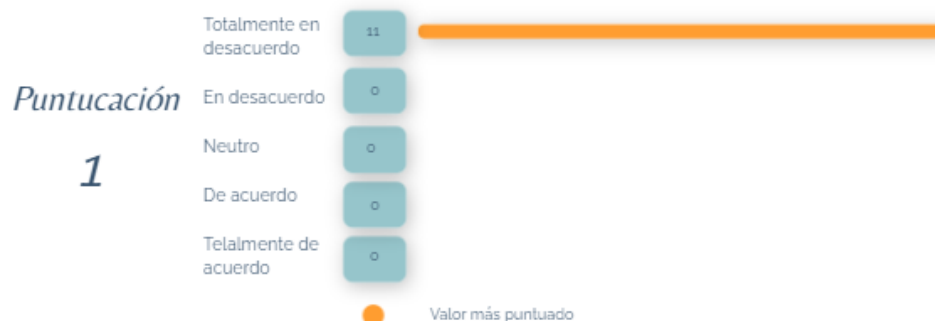 Totalmente en
desacuerdo
11
Puntucación
1
En desacuerdo
0
Neutro
0
De acuerdo
0
Telalmente de
acuerdo
0
Valor más puntuado